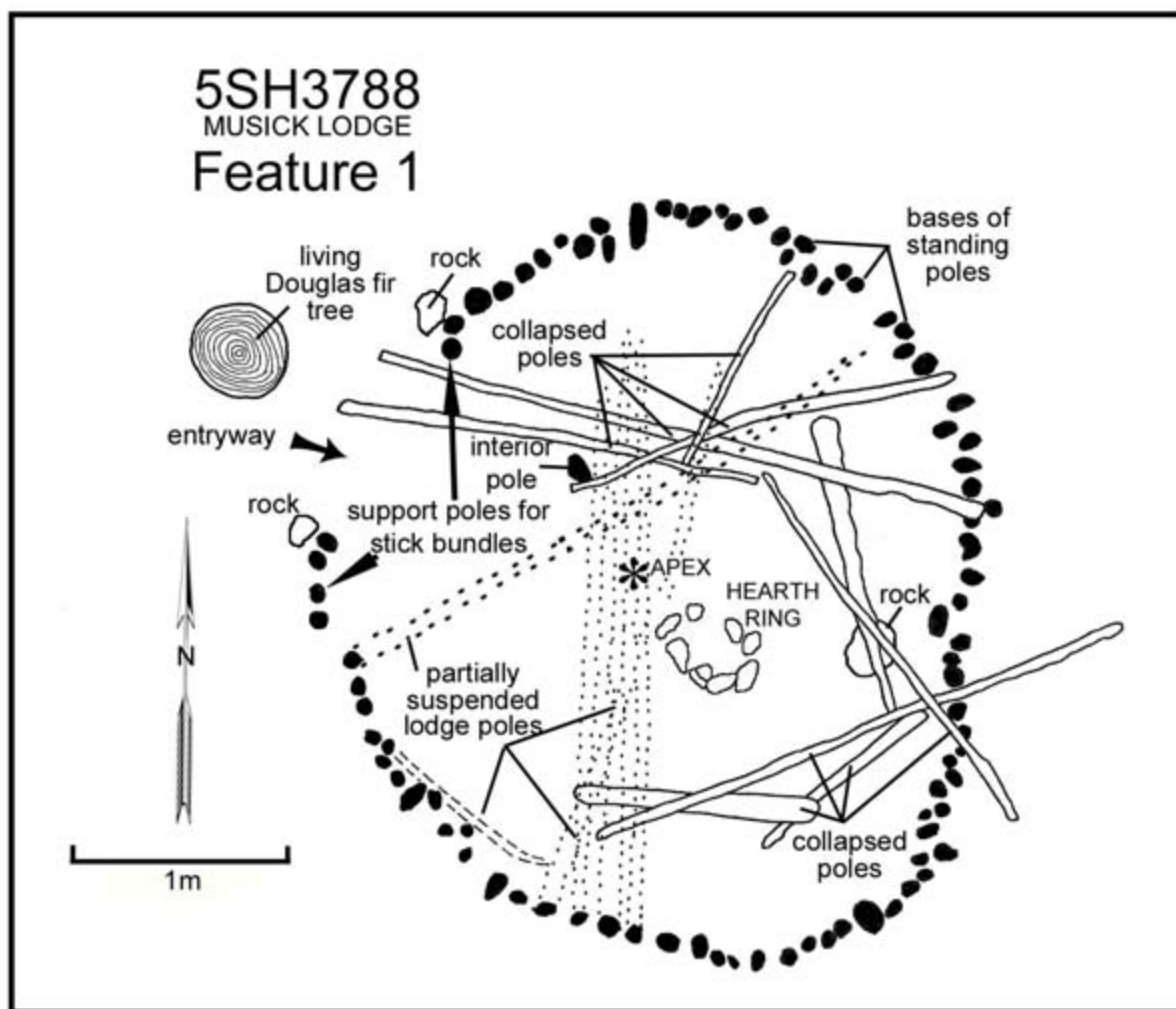 5SH3788
MUSICK LODGE
Feature 1
living
Douglas fir
tree
rock
bases of
standing
poles
collapsed
poles
entryway
interior
pole
rock
support poles for
stick bundles
APEX
HEARTH
RING
rock
N
partially
suspended
lodge poles
collapsed
poles
1m